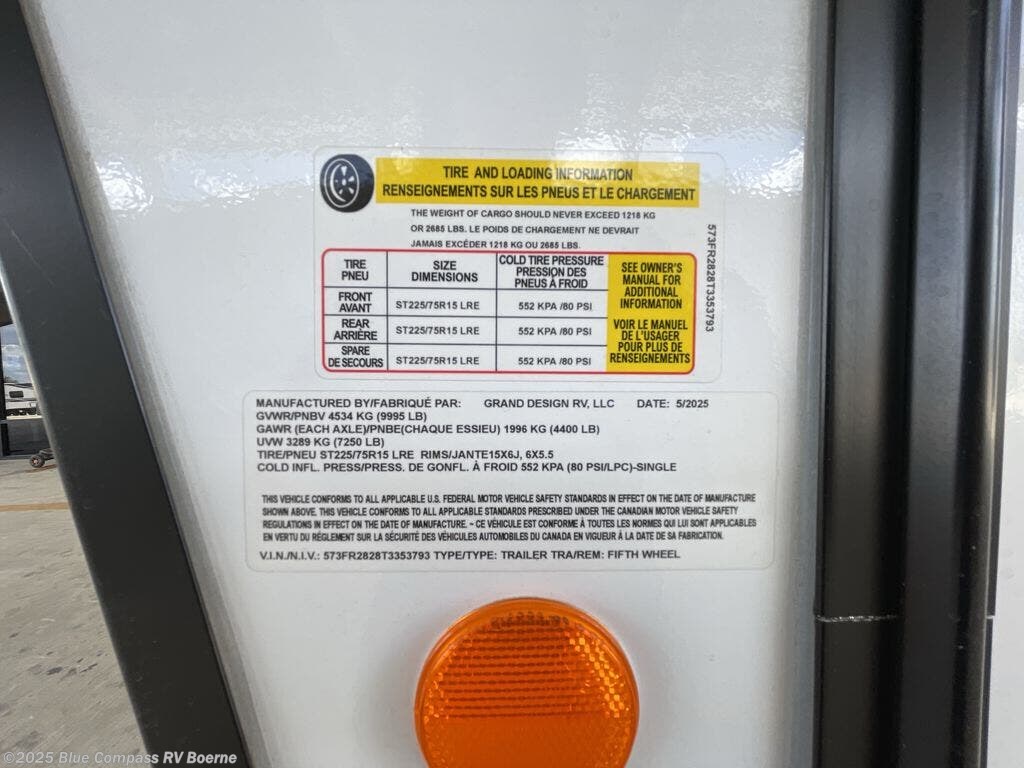 TIRE AND LOADING INFORMATION
RENSEIGNEMENTS SUR LES PNEUS ET LE CHARGEMENT
THE WEIGHT OF CARGO SHOULD NEVER EXCEED 1218 KG
OR 2685 LBS. LE POIDS DE CHARGEMENT NE DEVRAIT
JAMAIS EXCÉDER 1218 KG OU 2685 LBS.
TIRE
PNEU
SIZE
DIMENSIONS
COLD TIRE PRESSURE
PRESSION DES
PNEUS À FROID
FRONT
AVANT
ST225/75R15 LRE
552 KPA /80 PSI
REAR
ARRIÈRE
ST225/75R15 LRE
552 KPA /80 PSI
SPARE
DE SECOURS
ST225/75R15 LRE
552 KPA /80 PSI
SEE OWNER'S
MANUAL FOR
ADDITIONAL
INFORMATION
VOIR LE MANUEL
DE L'USAGER
POUR PLUS DE
RENSEIGNEMENTS
573FR2828T3353793
MANUFACTURED BY/FABRIQUÉ PAR: GRAND DESIGN RV, LLC DATE: 5/2025
GVWR/PNBV 4534 KG (9995 LB)
GAWR (EACH AXLE)/PNBE(CHAQUE ESSIEU) 1996 KG (4400 LB)
UVW 3289 KG (7250 LB)
TIRE/PNEU ST225/75R15 LRE RIMS/JANTE15X6J, 6X5.5
COLD INFL. PRESS/PRESS. DE GONFL. À FROID 552 KPA (80 PSI/LPC)-SINGLE
THIS VEHICLE CONFORMS TO ALL APPLICABLE U.S. FEDERAL MOTOR VEHICLE SAFETY STANDARDS IN EFFECT ON THE DATE OF MANUFACTURE
SHOWN ABOVE. THIS VEHICLE CONFORMS TO ALL APPLICABLE STANDARDS PRESCRIBED UNDER THE CANADIAN MOTOR VEHICLE SAFETY
REGULATIONS IN EFFECT ON THE DATE OF MANUFACTURE. ~ CE VÉHICULE EST CONFORME À TOUTES LES NORMES QUI LUI SONT APPLICABLES
EN VERTU DU RÉGLEMENT SUR LA SÉCURITÉ DES VÉHICULES AUTOMOBILES DU CANADA EN VIGUEUR À LA DATE DE SA FABRICATION.
V.I.N./N.I.V.: 573FR2828T3353793 TYPE/TYPE: TRAILER TRA/REM: FIFTH WHEEL
©2025 Blue Compass RV Boerne